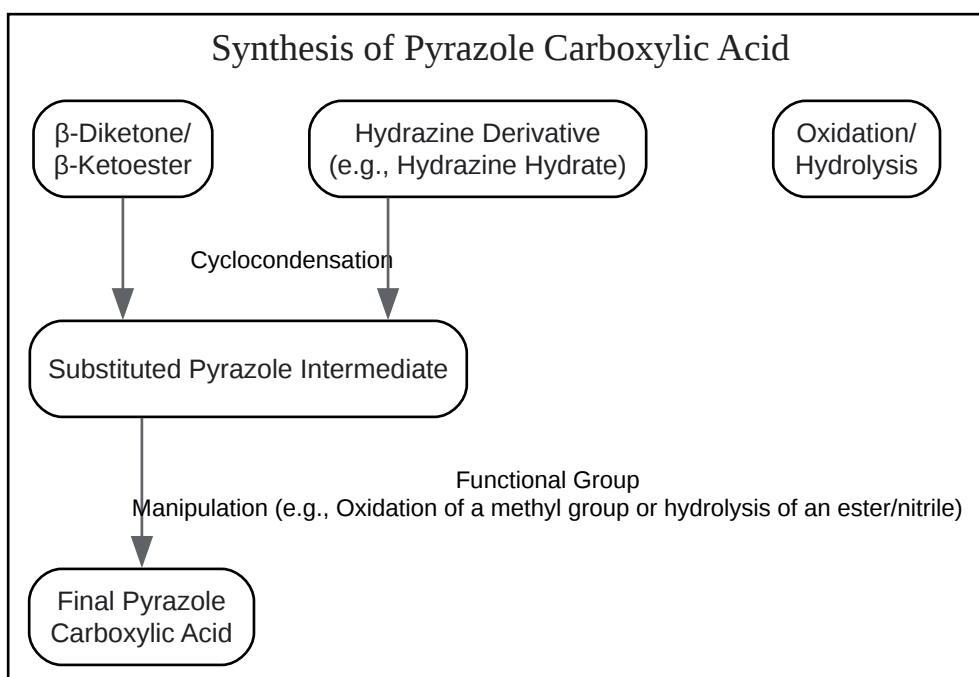 Synthesis of Pyrazole Carboxylic Acid
β-Diketone/
β-Ketoester
Hydrazine Derivative
(e.g., Hydrazine Hydrate)
Oxidation/
Hydrolysis
Cyclocondensation
Substituted Pyrazole Intermediate
Functional Group
Manipulation (e.g., Oxidation of a methyl group or hydrolysis of an ester/nitrile)
Final Pyrazole
Carboxylic Acid